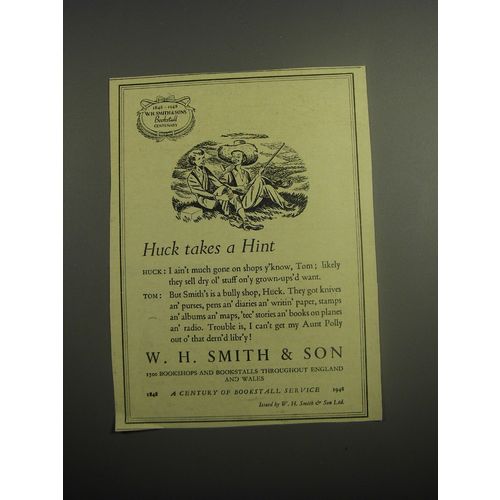 1848 - 1948
W.H. SMITH & SON'S
Bookstall
CENTENARY
Huck takes a Hint
HUCK: I ain't much gone on shops y'know, Tom; likely
they sell dry ol' stuff on'y grown-ups'd want.
TOM: But Smith's is a bully shop, Huck. They got knives
an' purses, pens an' diaries an' writin' paper, stamps
an' albums an' maps, 'tec' stories an' books on planes
an' radio. Trouble is, I can't get my Aunt Polly
out o' that dern'd libr'y!
W. H. SMITH & SON
1500 BOOKSHOPS AND BOOKSTALLS THROUGHOUT ENGLAND
AND WALES
1848 A CENTURY OF BOOKSTALL SERVICE 1948
Issued by W. H. Smith & Son Ltd.